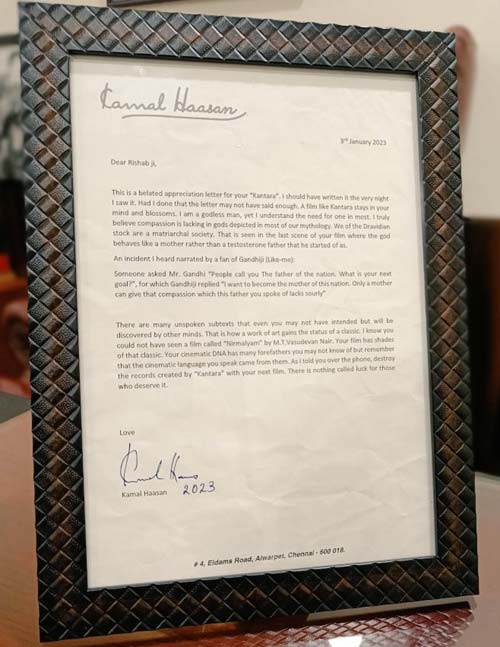 Kamal Haasan
3rd January 2023
Dear Rishab ji,
This is a belated appreciation letter for your "Kantara". I should have written it the very night
I saw it. Had I done that the letter may not have said enough. A film like Kantara stays in your
mind and blossoms. I am a godless man, yet I understand the need for one in most. I truly
believe compassion is lacking in gods depicted in most of our mythology. We of the Dravidian
stock are a matriarchal society. That is seen in the last scene of your film where the god
behaves like a mother rather than a testosterone father that he started of as.
An incident I heard narrated by a fan of Gandhiji (Like-me):
Someone asked Mr. Gandhi "People call you The father of the nation. What is your next
goal?", for which Gandhiji replied "I want to become the mother of this nation. Only a mother
can give that compassion which this father you spoke of lacks sourly"
There are many unspoken subtexts that even you may not have intended but will be
discovered by other minds. That is how a work of art gains the status of a classic. I know you
could not have seen a film called "Nirmalyam" by M.T.Vasudevan Nair. Your film has shades
of that classic. Your cinematic DNA has many forefathers you may not know of but remember
that the cinematic language you speak came from them. As I told you over the phone, destroy
the records created by "Kantara" with your next film. There is nothing called luck for those
who deserve it.
Love
Kamal Haas
Kamal Haasan 2023
# 4, Eldams Road, Alwarpet, Chennai - 600 018.